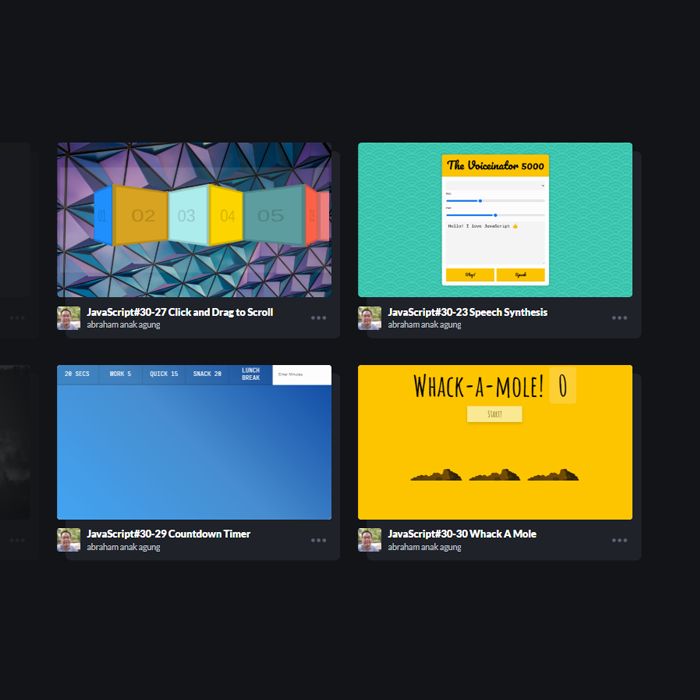 01 02 03 04 05
JavaScript#30-27 Click and Drag to Scroll
abraham anak agung
The Voiceinator 5000
Hello! I love JavaScript 👍
Stop! Speak
JavaScript#30-23 Speech Synthesis
abraham anak agung
20 SECS WORK 5 QUICK 15 SNACK 20 LUNCH
BREAK
Enter Minutes
JavaScript#30-29 Countdown Timer
abraham anak agung
WHACK-A-MOLE! 0
START!
JavaScript#30-30 Whack A Mole
abraham anak agung